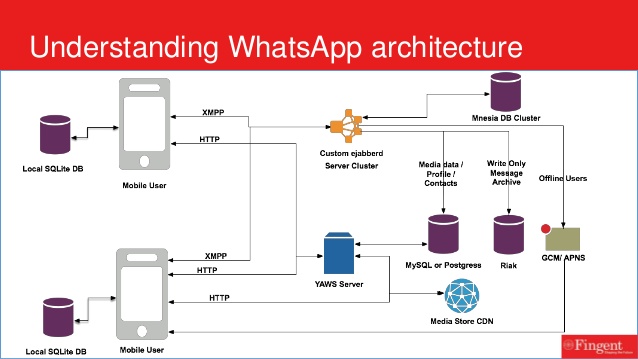 Understanding WhatsApp architecture
XMPP
HTTP
Local SQLite DB
Mobile User
Custom ejabberd
Server Cluster
Mnesia DB Cluster
Media data /
Profile /
Contacts
Write Only
Message
Archive
Offline Users
XMPP
HTTP
HTTP
YAWS Server
MySQL or Postgress
Riak
GCM/ APNS
Media Store CDN
Local SQLite DB
Mobile User
Fingent